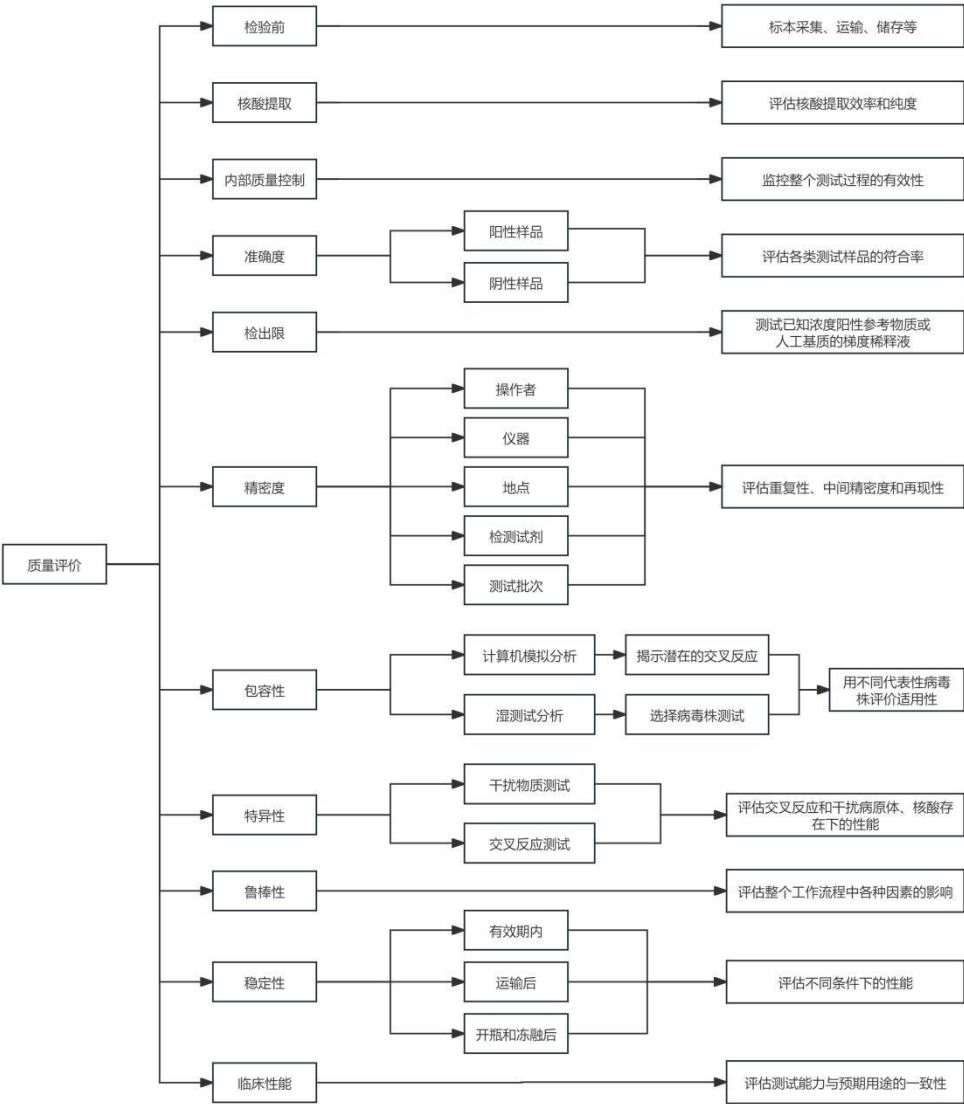 质量评价
检验前
标本采集、运输、储存等
核酸提取
评估核酸提取效率和纯度
内部质量控制
监控整个测试过程的有效性
准确度
阳性样品
阴性样品
评估各类测试样品的符合率
检出限
测试已知浓度阳性参考物质或
人工基质的梯度稀释液
精密度
操作者
仪器
地点
检测试剂
测试批次
评估重复性、中间精密度和再现性
包容性
计算机模拟分析
揭示潜在的交叉反应
湿测试分析
选择病毒株测试
用不同代表性病毒
株评价适用性
特异性
干扰物质测试
交叉反应测试
评估交叉反应和干扰病原体、核酸存
在下的性能
鲁棒性
评估整个工作流程中各种因素的影响
稳定性
有效期内
运输后
开瓶和冻融后
评估不同条件下的性能
临床性能
评估测试能力与预期用途的一致性